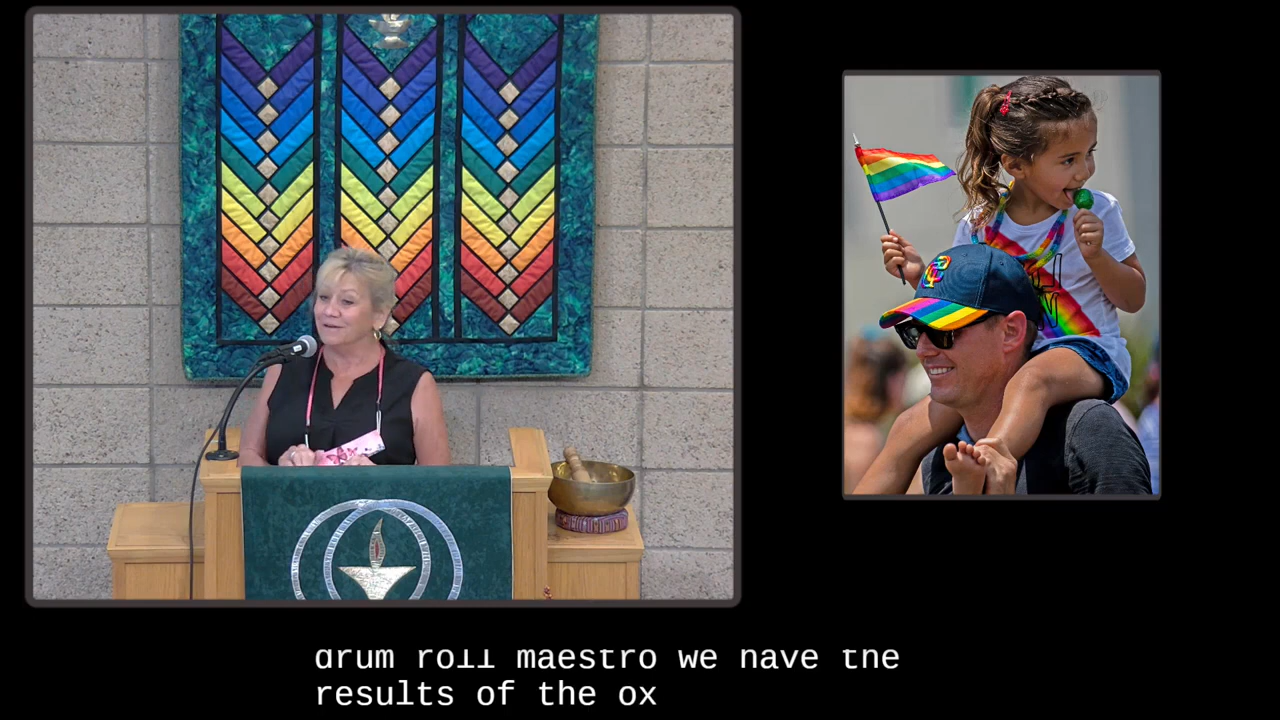 drum roll maestro we have the
results of the ox